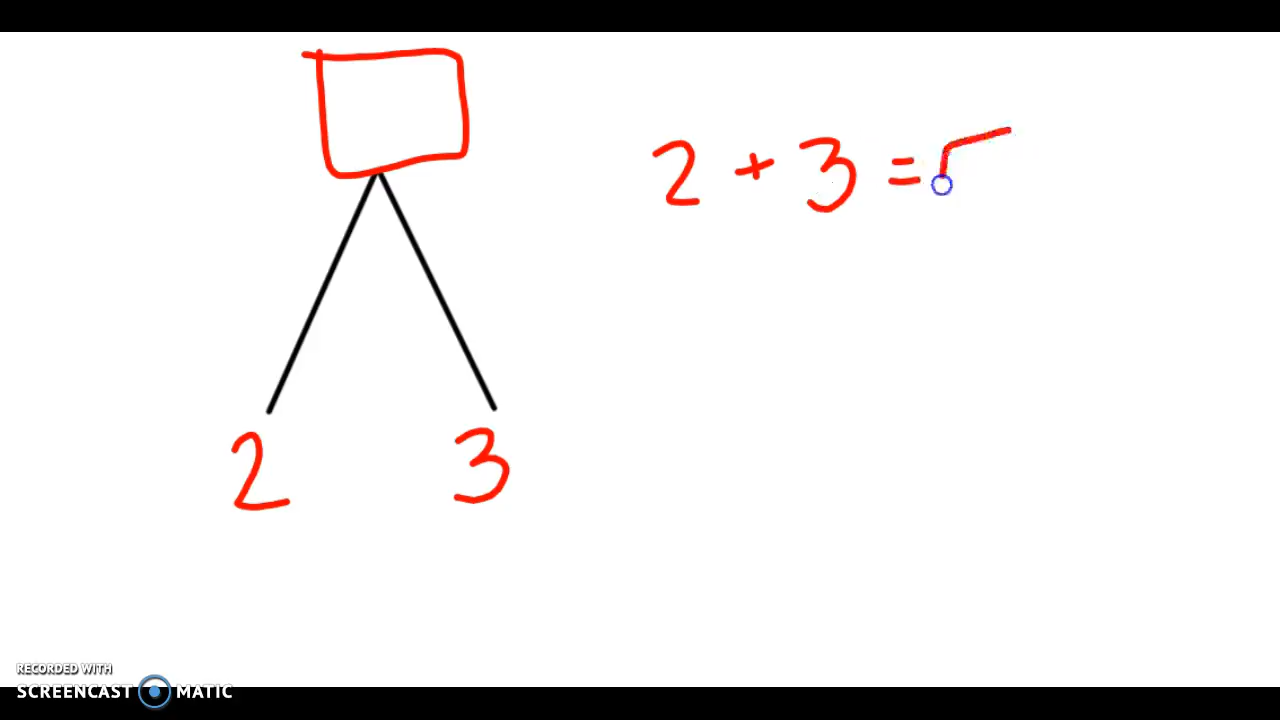 2 + 3 =
2 3
RECORDED WITH
SCREENCAST MATIC